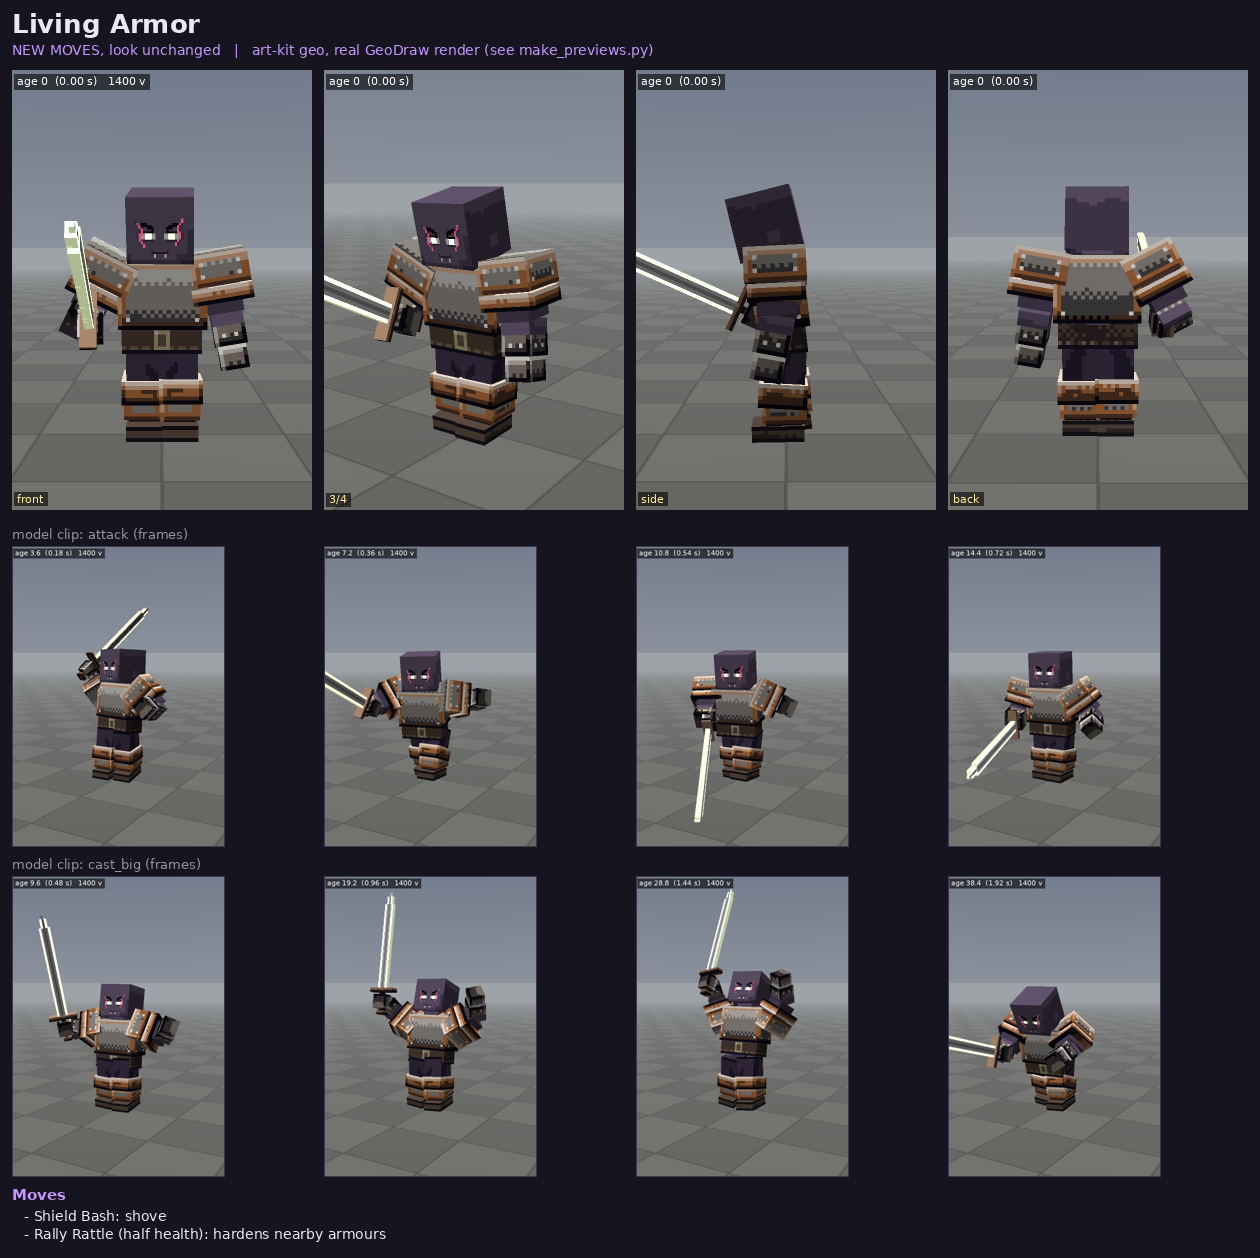 Living Armor
NEW MOVES, look unchanged | art-kit geo, real GeoDraw render (see make_previews.py)
age 0 (0.00 s) 1400 v
age 0 (0.00 s)
age 0 (0.00 s)
age 0 (0.00 s)
front
3/4
side
back
model clip: attack (frames)
age 3.6 (0.18 s) 1400 v
age 7.2 (0.36 s) 1400 v
age 10.8 (0.54 s) 1400 v
age 14.4 (0.72 s) 1400 v
model clip: cast_big (frames)
age 9.6 (0.48 s) 1400 v
age 19.2 (0.96 s) 1400 v
age 28.8 (1.44 s) 1400 v
age 38.4 (1.92 s) 1400 v
Moves
- Shield Bash: shove
- Rally Rattle (half health): hardens nearby armours